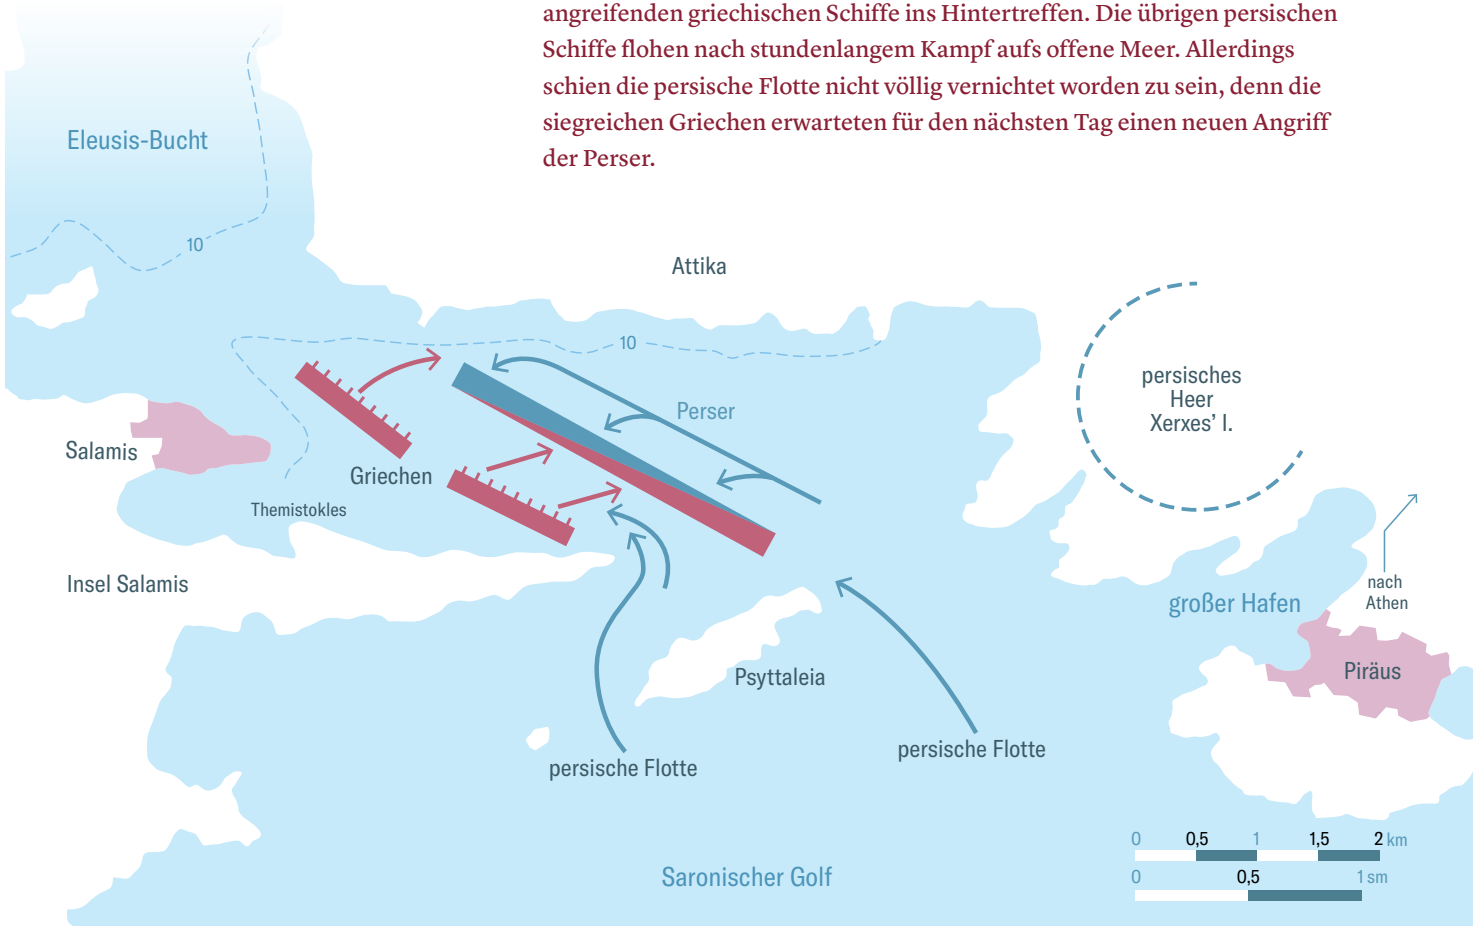 angreifenden griechischen Schiffe ins Hintertreffen. Die übrigen persischen
Schiffe flohen nach stundenlangem Kampf aufs offene Meer. Allerdings
schien die persische Flotte nicht völlig vernichtet worden zu sein, denn die
siegreichen Griechen erwarteten für den nächsten Tag einen neuen Angriff
der Perser.
Eleusis-Bucht
10
Attika
10
persisches
Heer
Xerxes’ I.
Perser
Salamis
Griechen
Themistokles
Insel Salamis
nach
Athen
großer Hafen
Psyttaleia
Piräus
persische Flotte
persische Flotte
Saronischer Golf
0 0,5 1 1,5 2 km
0 0,5 1 sm